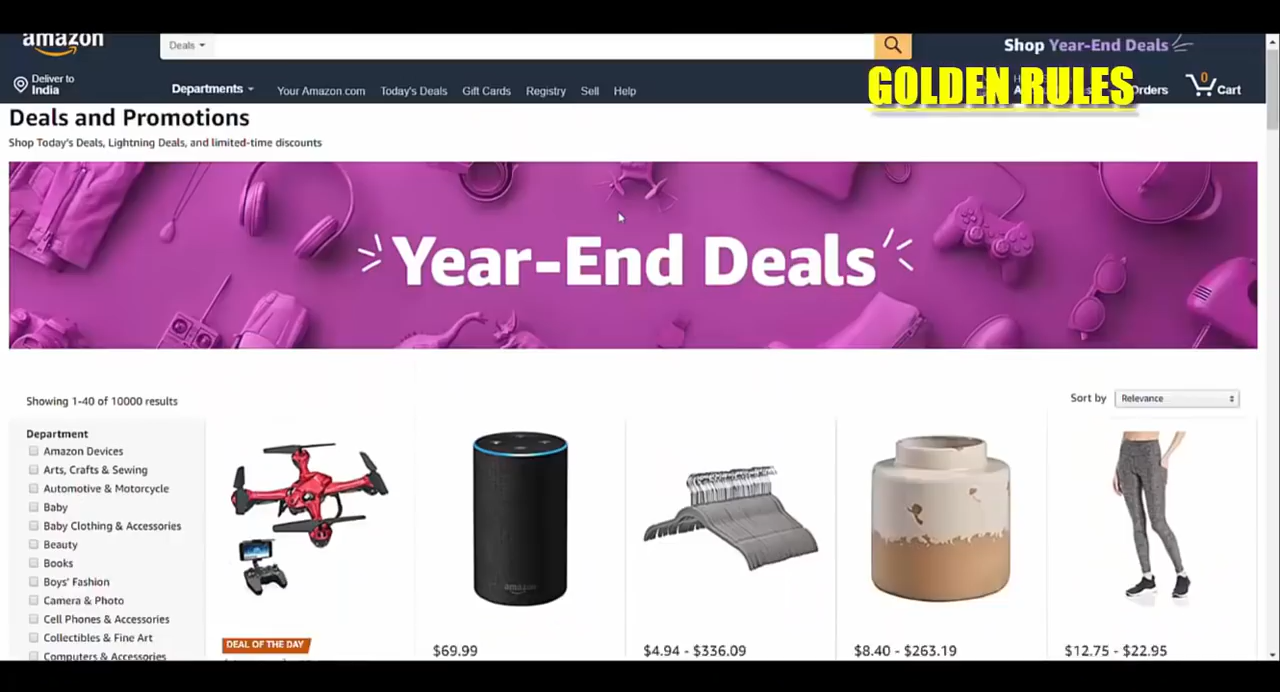 amazon
Deals
Shop Year-End Deals
Deliver to
India
Departments
Your Amazon.com
Today's Deals
Gift Cards
Registry
Sell
Help
GOLDEN RULES
Orders
0
Cart
Deals and Promotions
Shop Today's Deals, Lightning Deals, and limited-time discounts
Year-End Deals
Showing 1-40 of 10000 results
Sort by
Relevance
Department
Amazon Devices
Arts, Crafts & Sewing
Automotive & Motorcycle
Baby
Baby Clothing & Accessories
Beauty
Books
Boys' Fashion
Camera & Photo
Cell Phones & Accessories
Collectibles & Fine Art
Computers & Accessories
amazon
DEAL OF THE DAY
$69.99
$4.94 - $336.09
$8.40 - $263.19
$12.75 - $22.95